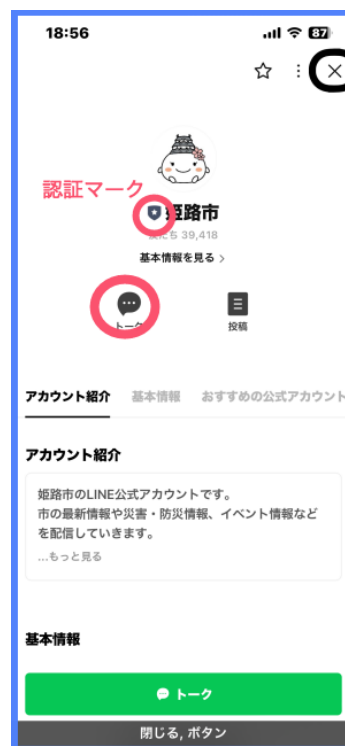 18:56
87
認証マーク
姫路市
友だち 39,418
基本情報を見る >
トーク
投稿
アカウント紹介 基本情報 おすすめの公式アカウント
アカウント紹介
姫路市のLINE公式アカウントです。
市の最新情報や災害・防災情報、イベント情報など
を配信していきます。
...もっと見る
基本情報
トーク
閉じる, ボタン